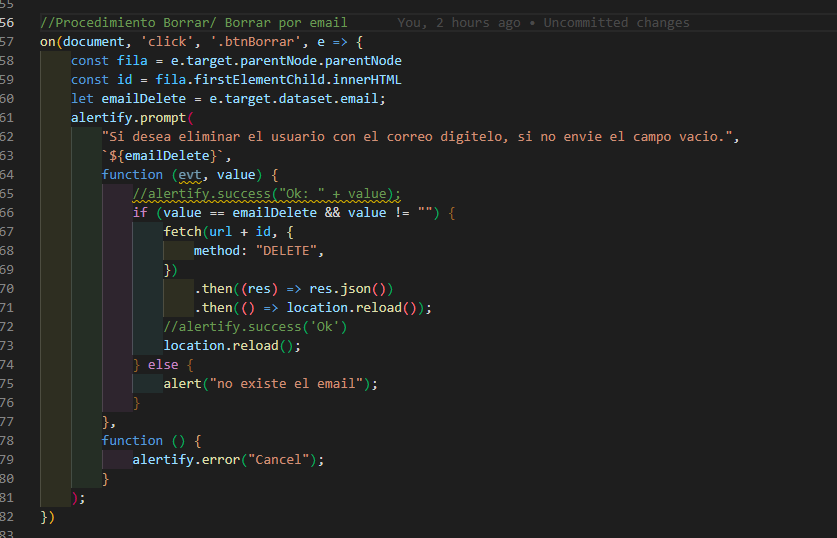 55
56 //Procedimiento Borrar/ Borrar por email You, 2 hours ago • Uncommitted changes
57 on(document, 'click', '.btnBorrar', e => {
58 const fila = e.target.parentNode.parentNode
59 const id = fila.firstElementChild.innerHTML
60 let emailDelete = e.target.dataset.email;
61 alertify.prompt(
62 "Si desea eliminar el usuario con el correo digitelo, si no envie el campo vacio.",
63 `${emailDelete}`,
64 function (evt, value) {
65 //alertify.success("Ok: " + value);
66 if (value == emailDelete && value != "") {
67 fetch(url + id, {
68 method: "DELETE",
69 })
70 .then((res) => res.json())
71 .then(() => location.reload());
72 //alertify.success('Ok')
73 location.reload();
74 } else {
75 alert("no existe el email");
76 }
77 },
78 function () {
79 alertify.error("Cancel");
80 }
81 );
82 })
83